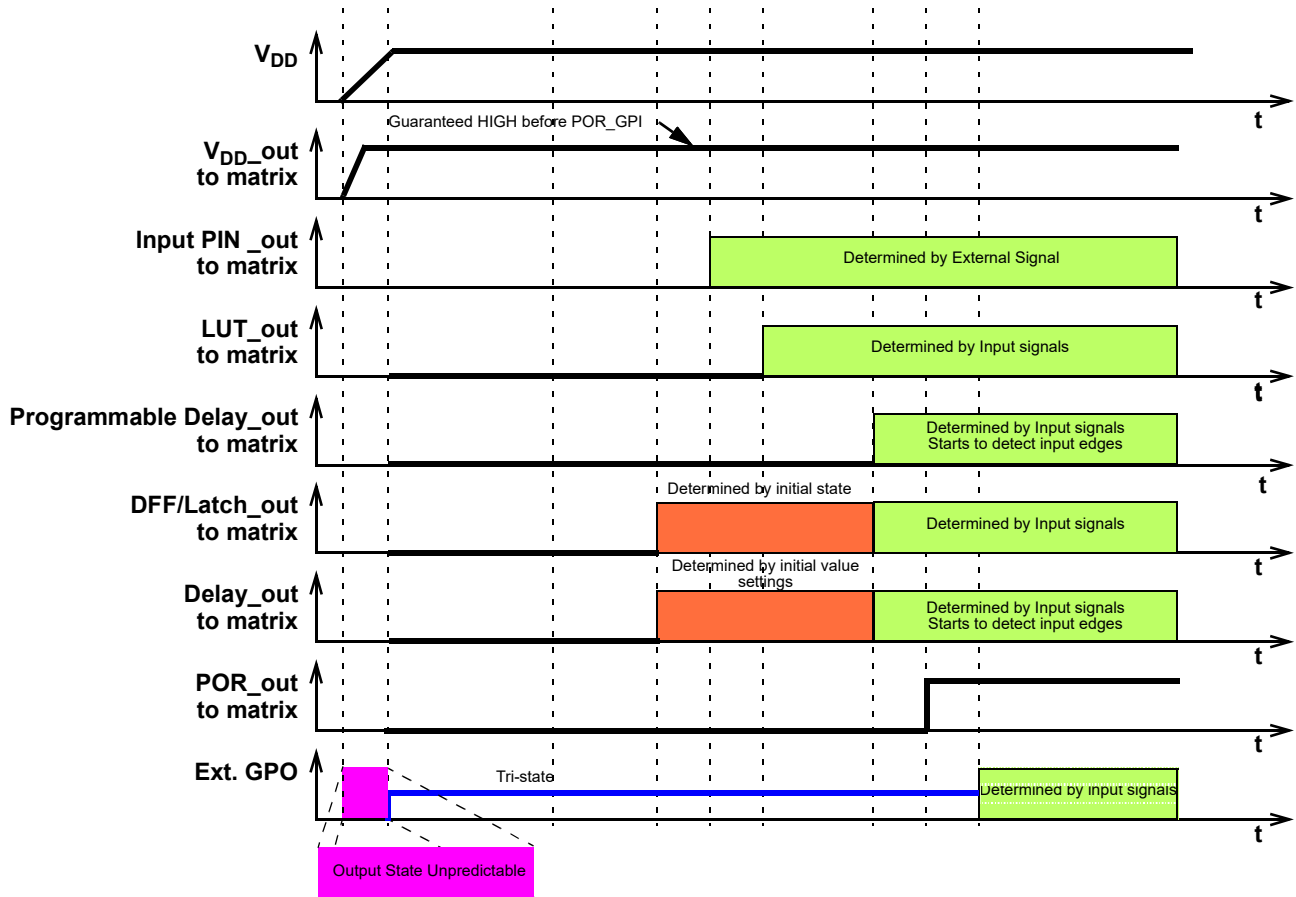 VDD
t
Guaranteed HIGH before POR_GPI
VDD_out
to matrix
t
Input PIN _out
to matrix
Determined by External Signal
t
LUT_out
to matrix
Determined by Input signals
t
Programmable Delay_out
to matrix
Determined by Input signals
Starts to detect input edges
t
DFF/Latch_out
to matrix
Determined by initial state
Determined by Input signals
t
Delay_out
to matrix
Determined by initial value
settings
Determined by Input signals
Starts to detect input edges
t
POR_out
to matrix
t
Ext. GPO
Tri-state
Determined by input signals
t
Output State Unpredictable